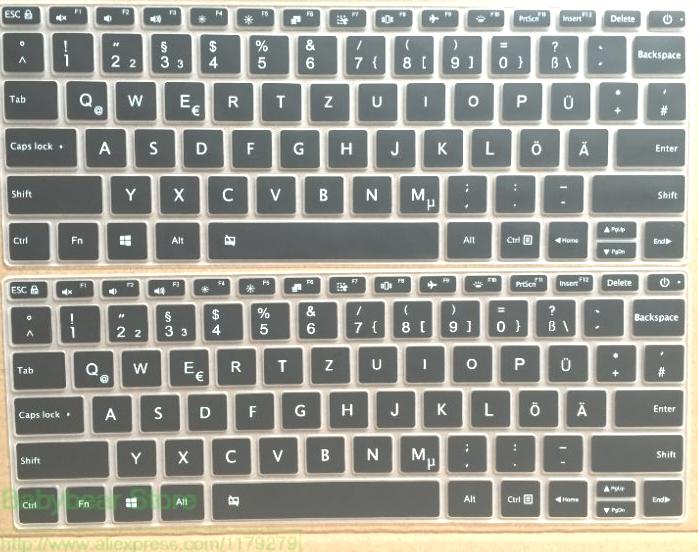 ESC F1 F2 F3 F4 F5 F6 F7 F8 F9 F10 PrtScn F11 Insert F12 Delete
° ! " § $ % & / ( ) = ? `
^ 1 2 2 3 3 4 5 6 7 { 8 [ 9 ] 0 } ß \ ´ Backspace
Tab Q @ W E € R T Z U I O P Ü * + ' #
Caps lock A S D F G H J K L Ö Ä Enter
Shift Y X C V B N M µ ; , : . _ - Shift
Ctrl Fn Alt Alt Ctrl Home PgUp PgDn End
ESC F1 F2 F3 F4 F5 F6 F7 F8 F9 F10 PrtScn F11 Insert F12 Delete
° ! " § $ % & / ( ) = ? `
^ 1 2 2 3 3 4 5 6 7 { 8 [ 9 ] 0 } ß \ ´ Backspace
Tab Q @ W E € R T Z U I O P Ü * + ' #
Caps lock A S D F G H J K L Ö Ä Enter
Shift Y X C V B N M µ ; , : . _ - Shift
Ctrl Fn Alt Alt Ctrl Home PgUp PgDn End
Babybear Store
http://www.aliexpress.com/1179279